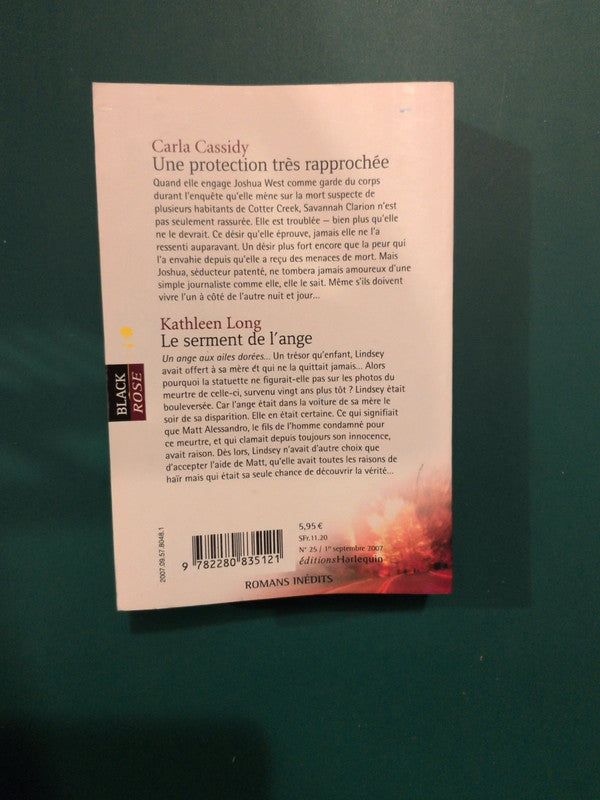 Carla Cassidy
Une protection très rapprochée
Quand elle engage Joshua West comme garde du corps
durant l'enquête qu'elle mène sur la mort suspecte de
plusieurs habitants de Cotter Creek, Savannah Clarion n'est
pas seulement rassurée. Elle est troublée — bien plus qu'elle
ne le devrait. Ce désir qu'elle éprouve, jamais elle ne l'a
ressenti auparavant. Un désir plus fort encore que la peur qui
l'a envahie depuis qu'elle a reçu des menaces de mort. Mais
Joshua, séducteur patenté, ne tombera jamais amoureux d'une
simple journaliste comme elle, elle le sait. Même s'ils doivent
vivre l'un à côté de l'autre nuit et jour...
Kathleen Long
Le serment de l'ange
Un ange aux ailes dorées... Un trésor qu'enfant, Lindsey
avait offert à sa mère et qui ne la quittait jamais... Alors
pourquoi la statuette ne figurait-elle pas sur les photos du
meurtre de celle-ci, survenu vingt ans plus tôt ? Lindsey était
bouleversée. Car l'ange était dans la voiture de sa mère le
soir de sa disparition. Elle en était certaine. Ce qui signifiait
que Matt Alessandro, le fils de l'homme condamné pour
ce meurtre, et qui clamait depuis toujours son innocence,
avait raison. Dès lors, Lindsey n'avait d'autre choix que
d'accepter l'aide de Matt, qu'elle avait toutes les raisons de
haïr mais qui était sa seule chance de découvrir la vérité...
BLACK
ROSE
2007.09.57.8048.1
9 782280 835121
5,95 €
SFr.11.20
N° 25 / 1er septembre 2007
éditionsHarlequin
ROMANS INÉDITS